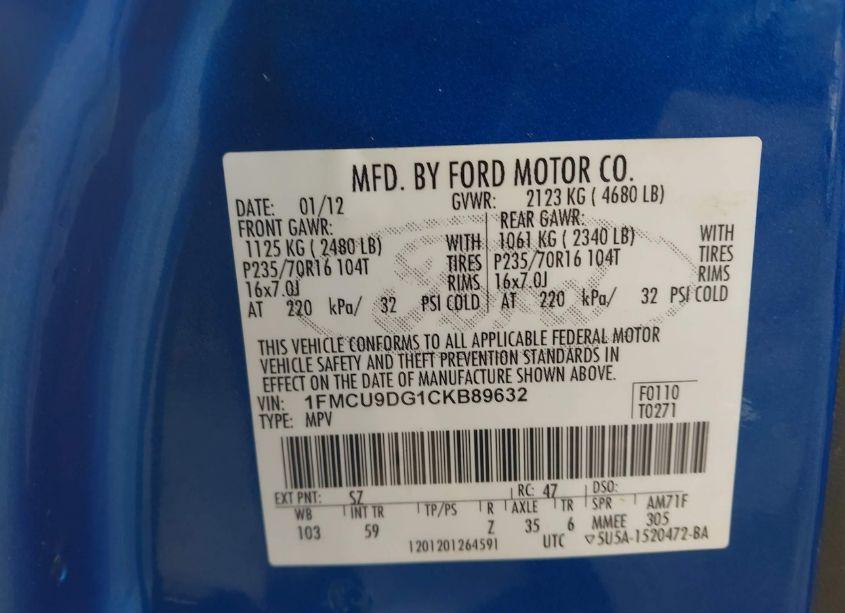 MFD. BY FORD MOTOR CO.
DATE: 01/12 GVWR: 2123 KG ( 4680 LB)
FRONT GAWR: REAR GAWR:
1125 KG ( 2480 LB) WITH 1061 KG ( 2340 LB) WITH
P235/70R16 104T TIRES P235/70R16 104T TIRES
16x7.0J RIMS 16x7.0J RIMS
AT 220 kPa/ 32 PSI COLD AT 220 kPa/ 32 PSI COLD
THIS VEHICLE CONFORMS TO ALL APPLICABLE FEDERAL MOTOR
VEHICLE SAFETY AND THEFT PREVENTION STANDARDS IN
EFFECT ON THE DATE OF MANUFACTURE SHOWN ABOVE.
VIN: 1FMCU9DG1CKB89632 F0110
TYPE: MPV T0271
EXT PNT: SZ RC: 47 DSO:
WB INT TR TP/PS R AXLE TR SPR AM71F
103 59 Z 35 6 MMEE 305
1201201264591 UTC ▽5U5A-1520472-BA